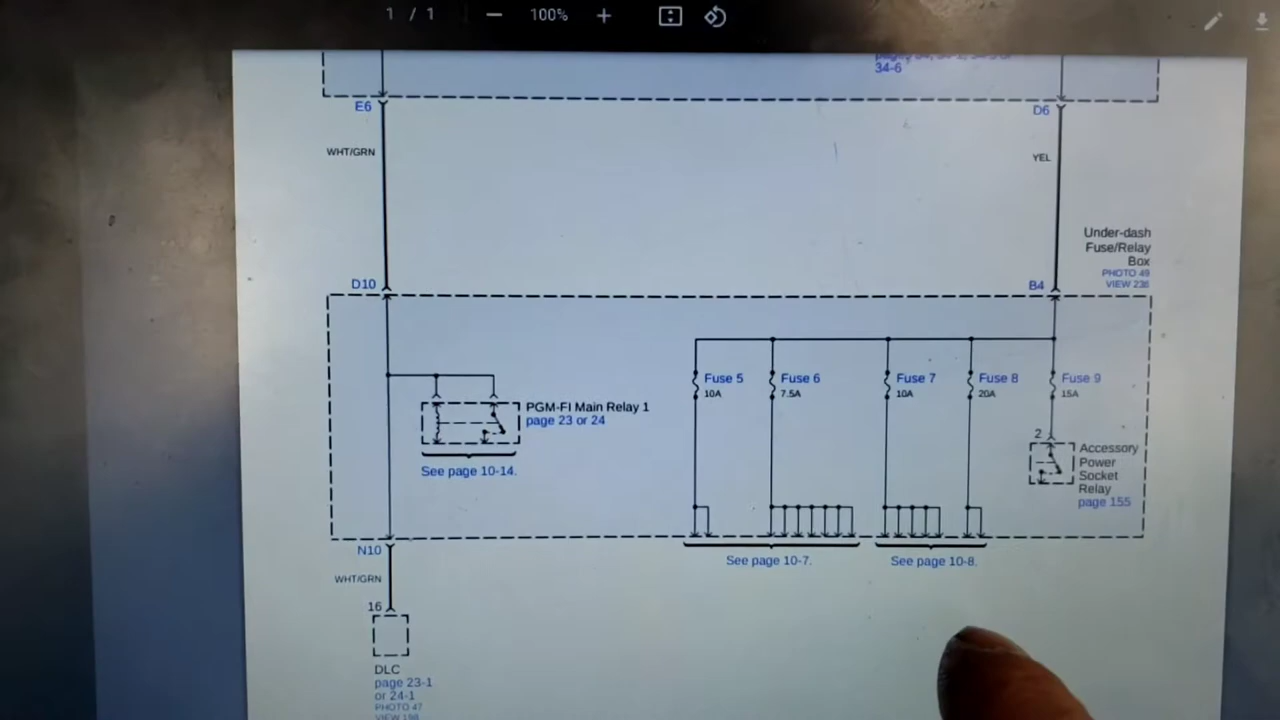 1 / 1
100%
34-6
E6
D6
WHT/GRN
YEL
Under-dash
Fuse/Relay
Box
PHOTO 49
VIEW 236
D10
B4
Fuse 5
10A
Fuse 6
7.5A
Fuse 7
10A
Fuse 8
20A
Fuse 9
15A
PGM-FI Main Relay 1
page 23 or 24
See page 10-14.
2
Accessory
Power
Socket
Relay
page 155
N10
See page 10-7.
See page 10-8.
WHT/GRN
16
DLC
page 23-1
or 24-1
PHOTO 47
VIEW 198